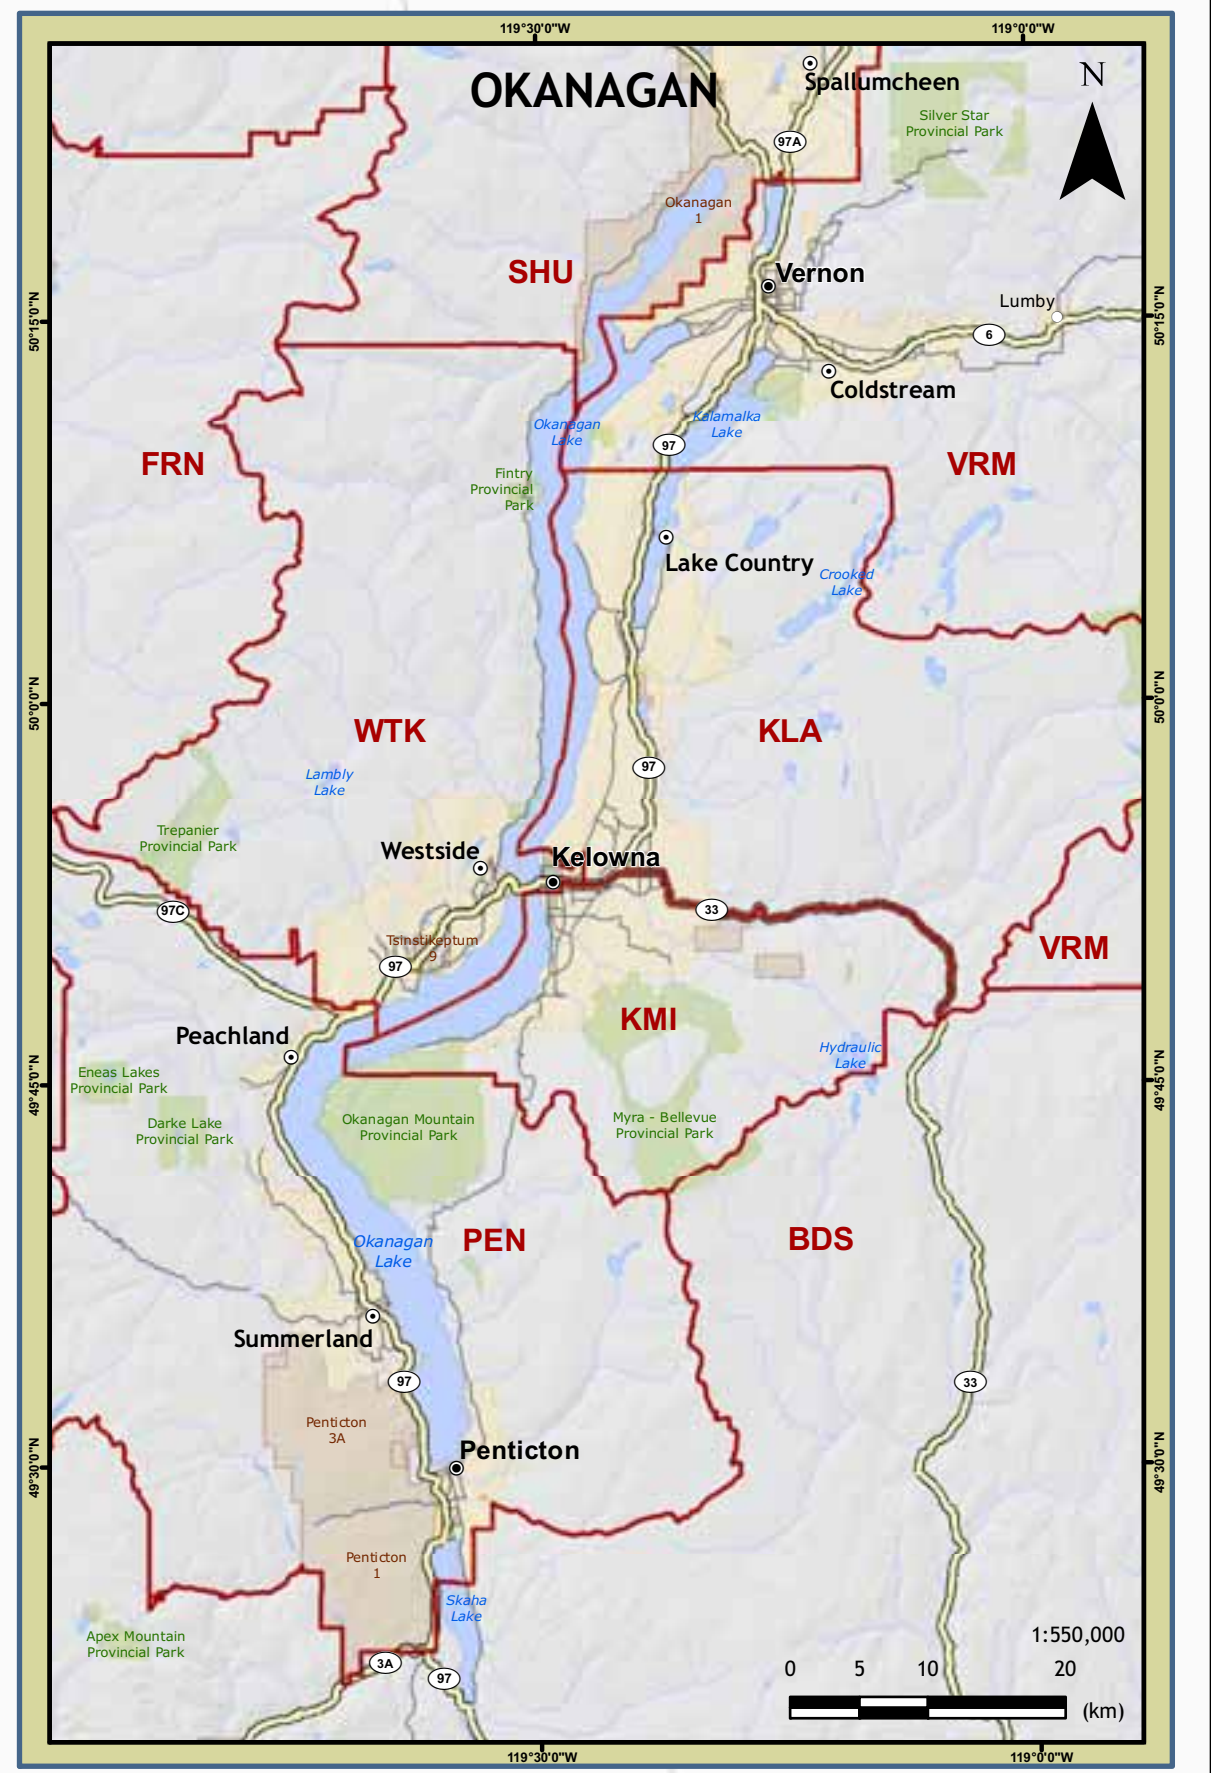 119°30'0"W
119°0'0"W
OKANAGAN
Spallumcheen
N
Silver Star
Provincial Park
97A
Okanagan
1
SHU
Vernon
Lumby
50°15'0"N
50°15'0"N
6
Coldstream
Okanagan
Lake
Kalamalka
Lake
97
FRN
VRM
Fintry
Provincial
Park
Lake Country
Crooked
Lake
50°0'0"N
50°0'0"N
WTK
KLA
97
Lambly
Lake
Trepanier
Provincial Park
Westside
Kelowna
97C
33
Tsinstikeptum
9
97
VRM
KMI
Peachland
Hydraulic
Lake
Eneas Lakes
Provincial Park
49°45'0"N
49°45'0"N
Darke Lake
Provincial Park
Okanagan Mountain
Provincial Park
Myra - Bellevue
Provincial Park
Okanagan
Lake
PEN
BDS
Summerland
97
33
Penticton
3A
Penticton
49°30'0"N
49°30'0"N
Penticton
1
Skaha
Lake
Apex Mountain
Provincial Park
3A
97
1:550,000
0 5 10 20
(km)
119°30'0"W
119°0'0"W